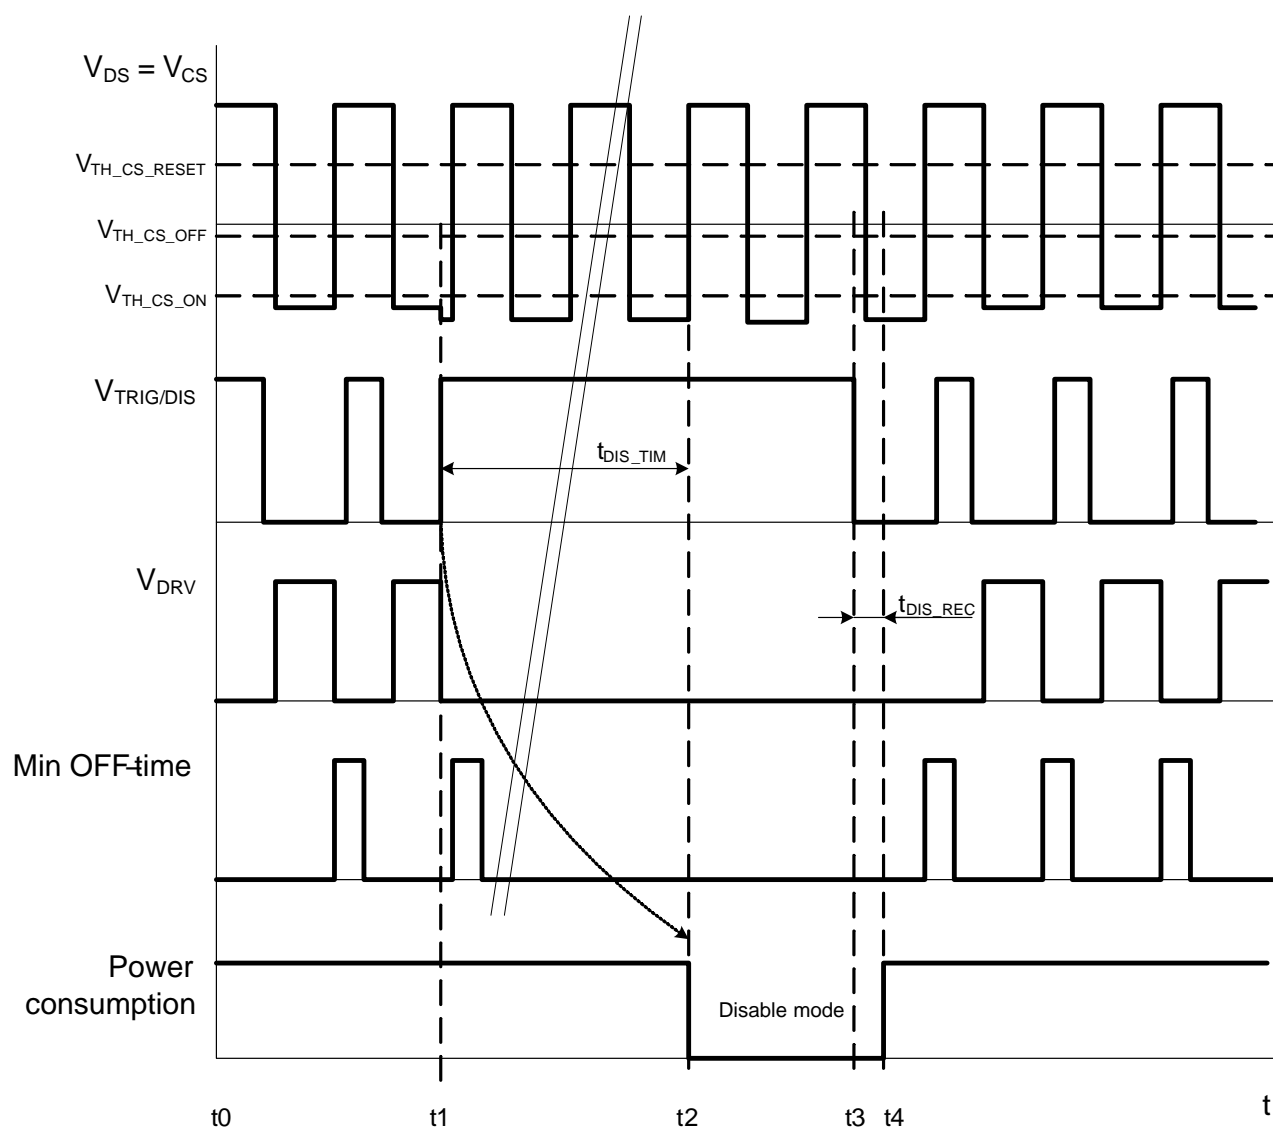 VDS = VCS
VTH_CS_RESET
VTH_CS_OFF
VTH_CS_ON
VTRIG/DIS
tDIS_TIM
VDRV
tDIS_REC
Min OFF-time
Power
consumption
Disable mode
t0 t1 t2 t3 t4 t